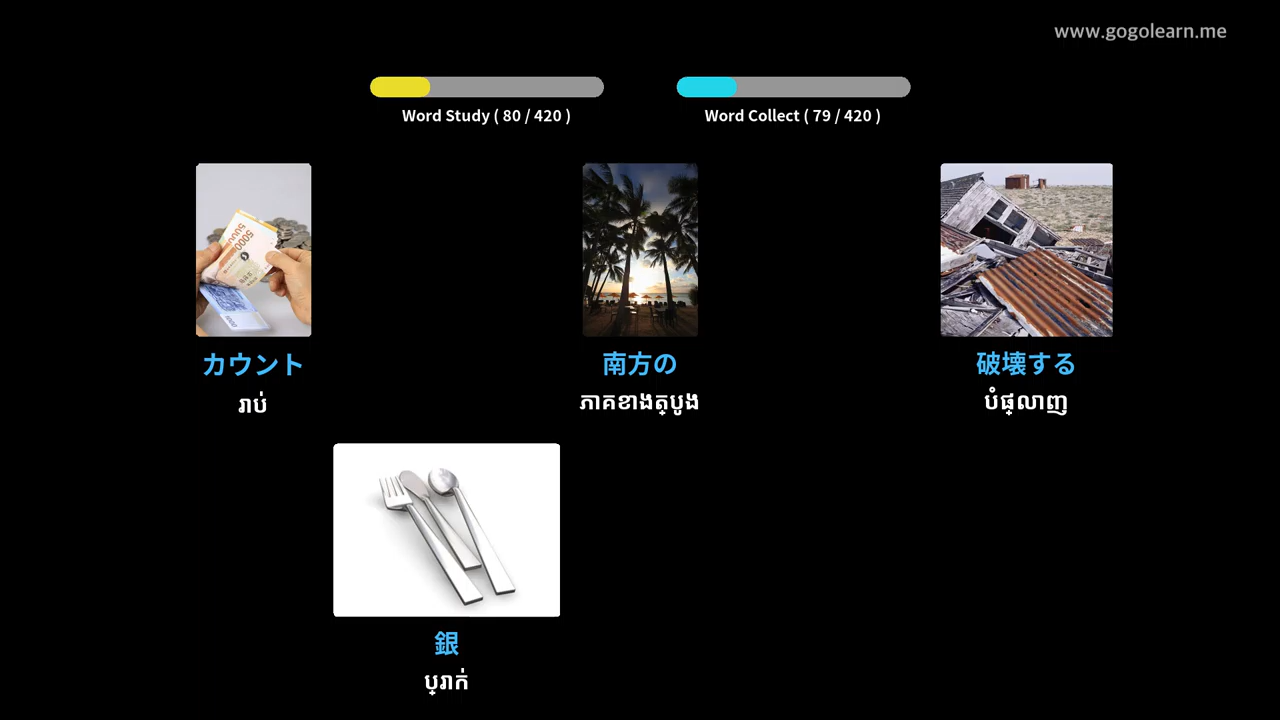 www.gogolearn.me
Word Study ( 80 / 420 )
Word Collect ( 79 / 420 )
カウント
រាប់
南方の
ភាគខាងត្បូង
破壊する
បំផ្លាញ
銀
ប្រាក់